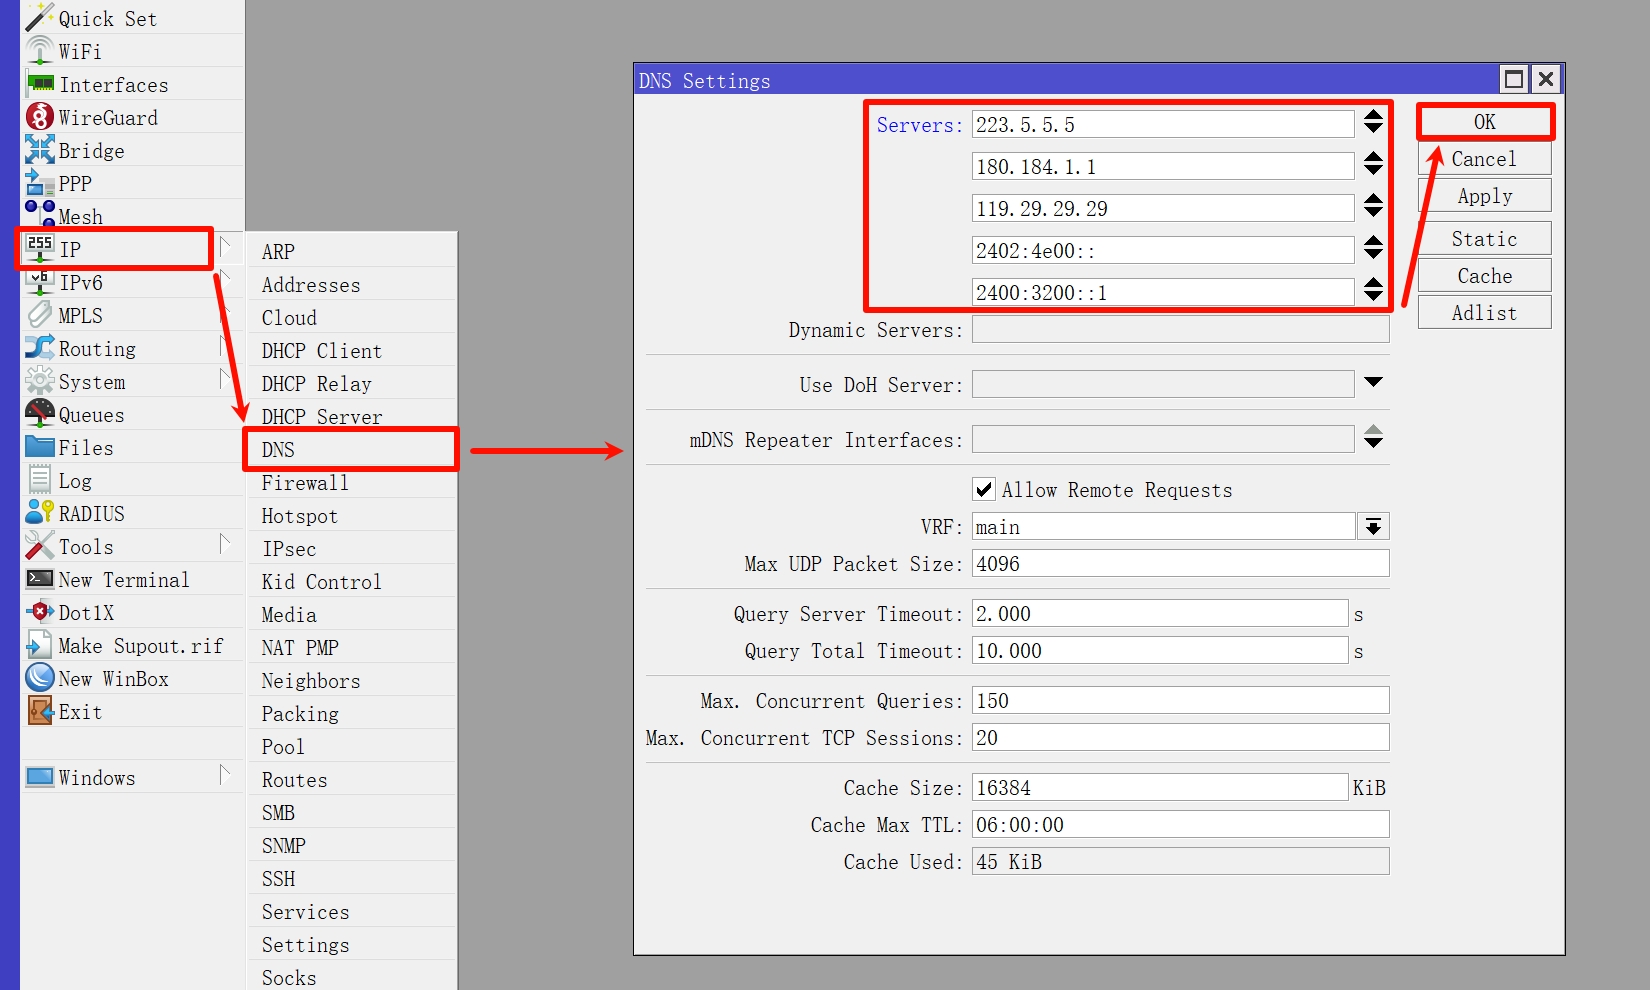 Quick Set
WiFi
Interfaces
WireGuard
Bridge
PPP
Mesh
255 IP
v6 IPv6
MPLS
Routing
System
Queues
Files
Log
RADIUS
Tools
New Terminal
Dot1X
Make Supout.rif
New WinBox
Exit
Windows
ARP
Addresses
Cloud
DHCP Client
DHCP Relay
DHCP Server
DNS
Firewall
Hotspot
IPsec
Kid Control
Media
NAT PMP
Neighbors
Packing
Pool
Routes
SMB
SNMP
SSH
Services
Settings
Socks
DNS Settings
Servers: 223.5.5.5
180.184.1.1
119.29.29.29
2402:4e00::
2400:3200::1
Dynamic Servers:
Use DoH Server:
mDNS Repeater Interfaces:
Allow Remote Requests
VRF: main
Max UDP Packet Size: 4096
Query Server Timeout: 2.000 s
Query Total Timeout: 10.000 s
Max. Concurrent Queries: 150
Max. Concurrent TCP Sessions: 20
Cache Size: 16384 KiB
Cache Max TTL: 06:00:00
Cache Used: 45 KiB
OK
Cancel
Apply
Static
Cache
Adlist